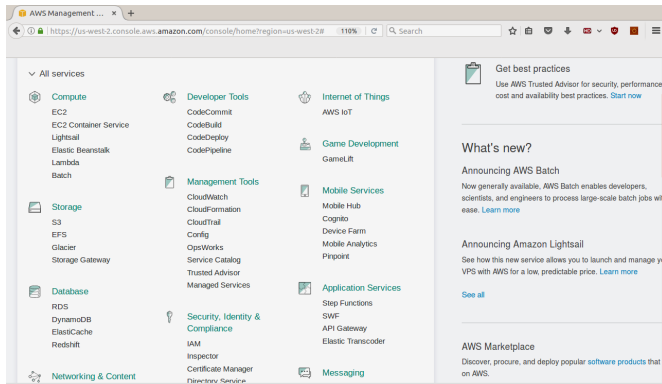 AWS Management ...
https://us-west-2.console.aws.amazon.com/console/home?region=us-west-2#
110%
Search
All services
Compute
EC2
EC2 Container Service
Lightsail
Elastic Beanstalk
Lambda
Batch
Storage
S3
EFS
Glacier
Storage Gateway
Database
RDS
DynamoDB
ElastiCache
Redshift
Networking & Content
Developer Tools
CodeCommit
CodeBuild
CodeDeploy
CodePipeline
Management Tools
CloudWatch
CloudFormation
CloudTrail
Config
OpsWorks
Service Catalog
Trusted Advisor
Managed Services
Security, Identity &
Compliance
IAM
Inspector
Certificate Manager
Directory Service
Internet of Things
AWS IoT
Game Development
GameLift
Mobile Services
Mobile Hub
Cognito
Device Farm
Mobile Analytics
Pinpoint
Application Services
Step Functions
SWF
API Gateway
Elastic Transcoder
Messaging
Get best practices
Use AWS Trusted Advisor for security, performance
cost and availability best practices. Start now
What's new?
Announcing AWS Batch
Now generally available, AWS Batch enables developers,
scientists, and engineers to process large-scale batch jobs wi
ease. Learn more
Announcing Amazon Lightsail
See how this new service allows you to launch and manage y
VPS with AWS for a low, predictable price. Learn more
See all
AWS Marketplace
Discover, procure, and deploy popular software products that
on AWS.